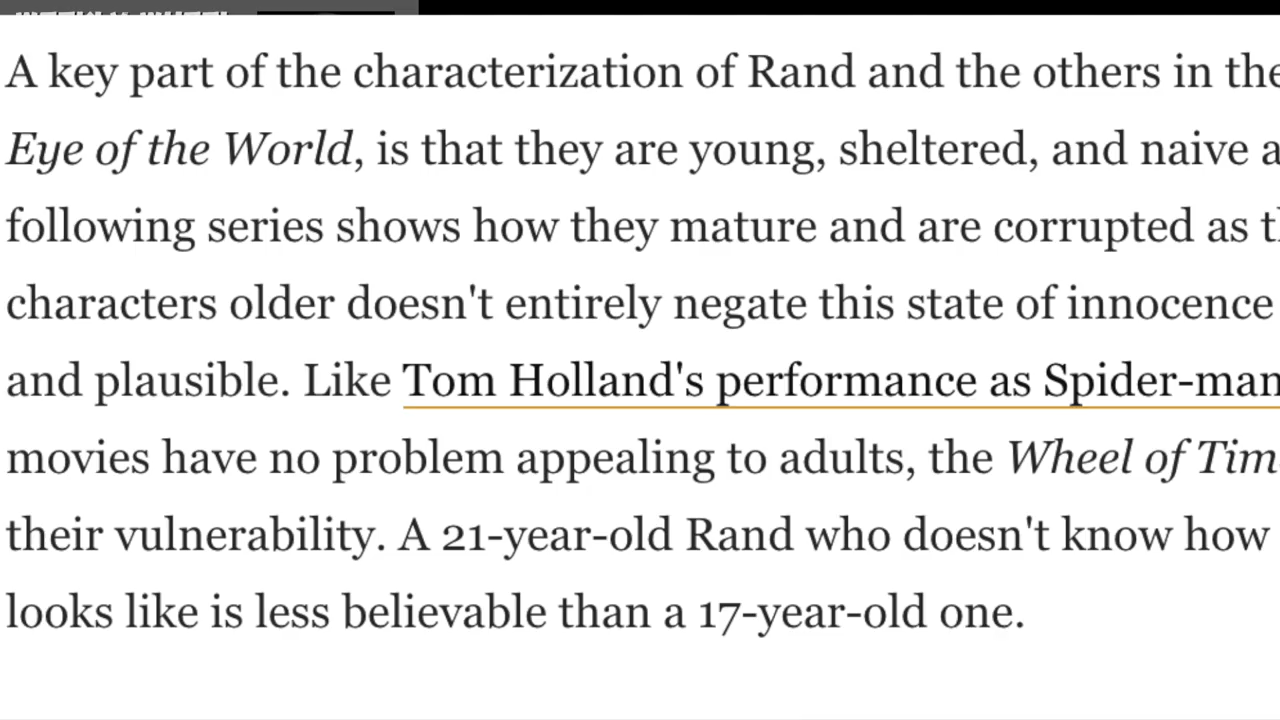 A key part of the characterization of Rand and the others in the
Eye of the World, is that they are young, sheltered, and naive a
following series shows how they mature and are corrupted as t
characters older doesn't entirely negate this state of innocence
and plausible. Like Tom Holland's performance as Spider-man
movies have no problem appealing to adults, the Wheel of Tim
their vulnerability. A 21-year-old Rand who doesn't know how
looks like is less believable than a 17-year-old one.